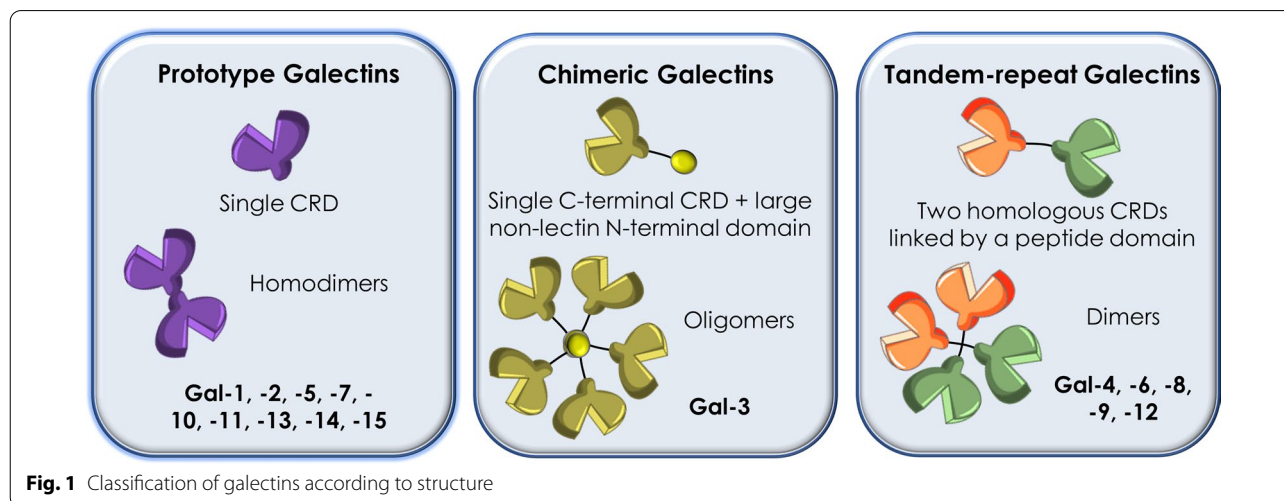 Prototype Galectins
Single CRD
Homodimers
Gal-1, -2, -5, -7, -
10, -11, -13, -14, -15
Chimeric Galectins
Single C-terminal CRD + large
non-lectin N-terminal domain
Oligomers
Gal-3
Tandem-repeat Galectins
Two homologous CRDs
linked by a peptide domain
Dimers
Gal-4, -6, -8,
-9, -12
Fig. 1 Classification of galectins according to structure